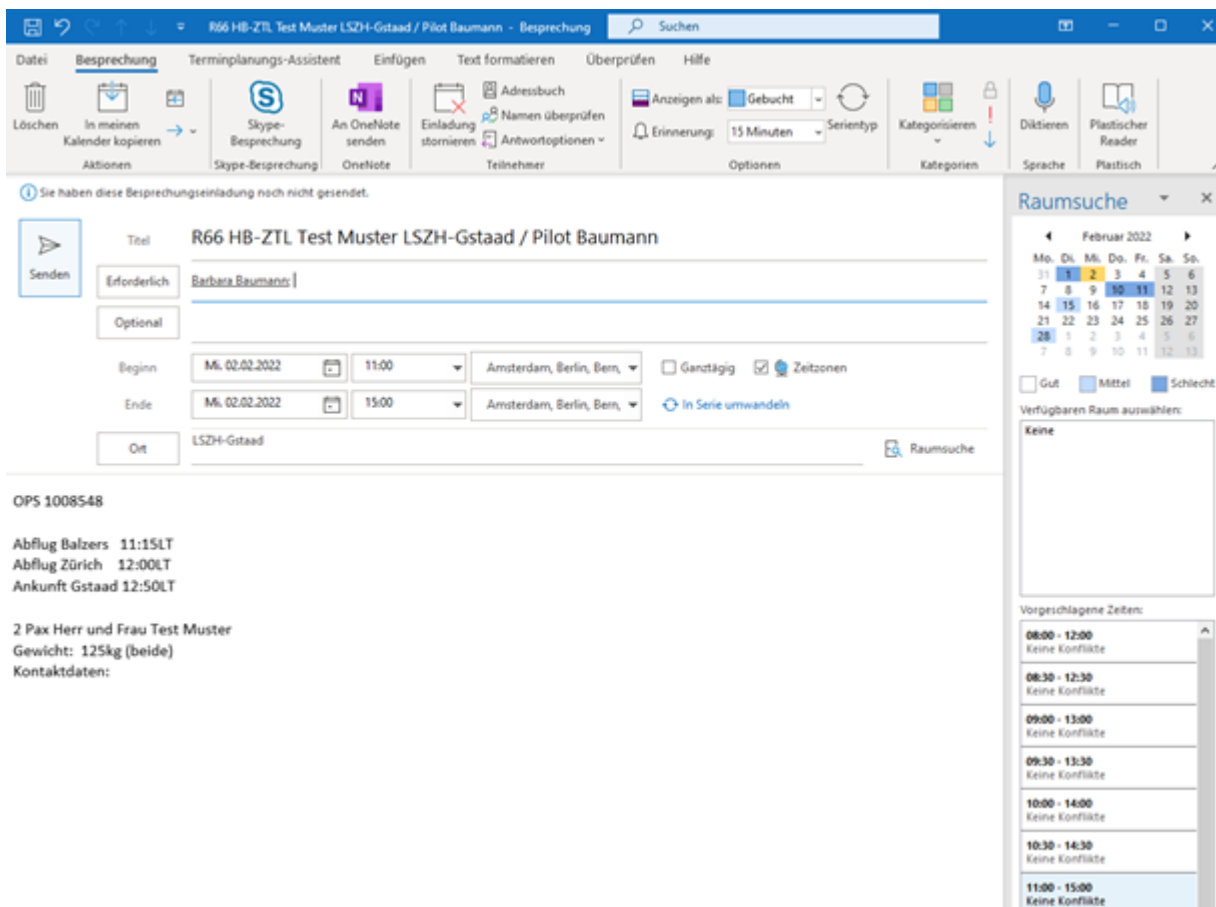 R66 HB-ZTL Test Muster LSZH-Gstaad / Pilot Baumann - Besprechung
Suchen
Datei Besprechung Terminplanungs-Assistent Einfügen Text formatieren Überprüfen Hilfe
Löschen
In meinen Kalender kopieren
Aktionen
Skype-Besprechung
Skype-Besprechung
An OneNote senden
OneNote
Einladung stornieren
Adressbuch
Namen überprüfen
Antwortoptionen
Teilnehmer
Anzeigen als: Gebucht
Erinnerung: 15 Minuten
Serientyp
Optionen
Kategorisieren
Kategorien
Diktieren
Sprache
Plastischer Reader
Plastisch
Sie haben diese Besprechungseinladung noch nicht gesendet.
Senden
Titel R66 HB-ZTL Test Muster LSZH-Gstaad / Pilot Baumann
Erforderlich Barbara Baumann;
Optional
Beginn Mi. 02.02.2022 11:00 Amsterdam, Berlin, Bern, Ganztägig Zeitzonen
Ende Mi. 02.02.2022 15:00 Amsterdam, Berlin, Bern, In Serie umwandeln
Ort LSZH-Gstaad Raumsuche
OPS 1008548
Abflug Balzers 11:15LT
Abflug Zürich 12:00LT
Ankunft Gstaad 12:50LT
2 Pax Herr und Frau Test Muster
Gewicht: 125kg (beide)
Kontaktdaten:
Raumsuche
Februar 2022
Mo. Di. Mi. Do. Fr. Sa. So.
31 1 2 3 4 5 6
7 8 9 10 11 12 13
14 15 16 17 18 19 20
21 22 23 24 25 26 27
28 1 2 3 4 5 6
7 8 9 10 11 12 13
Gut Mittel Schlecht
Verfügbaren Raum auswählen:
Keine
Vorgeschlagene Zeiten:
08:00 - 12:00
Keine Konflikte
08:30 - 12:30
Keine Konflikte
09:00 - 13:00
Keine Konflikte
09:30 - 13:30
Keine Konflikte
10:00 - 14:00
Keine Konflikte
10:30 - 14:30
Keine Konflikte
11:00 - 15:00
Keine Konflikte